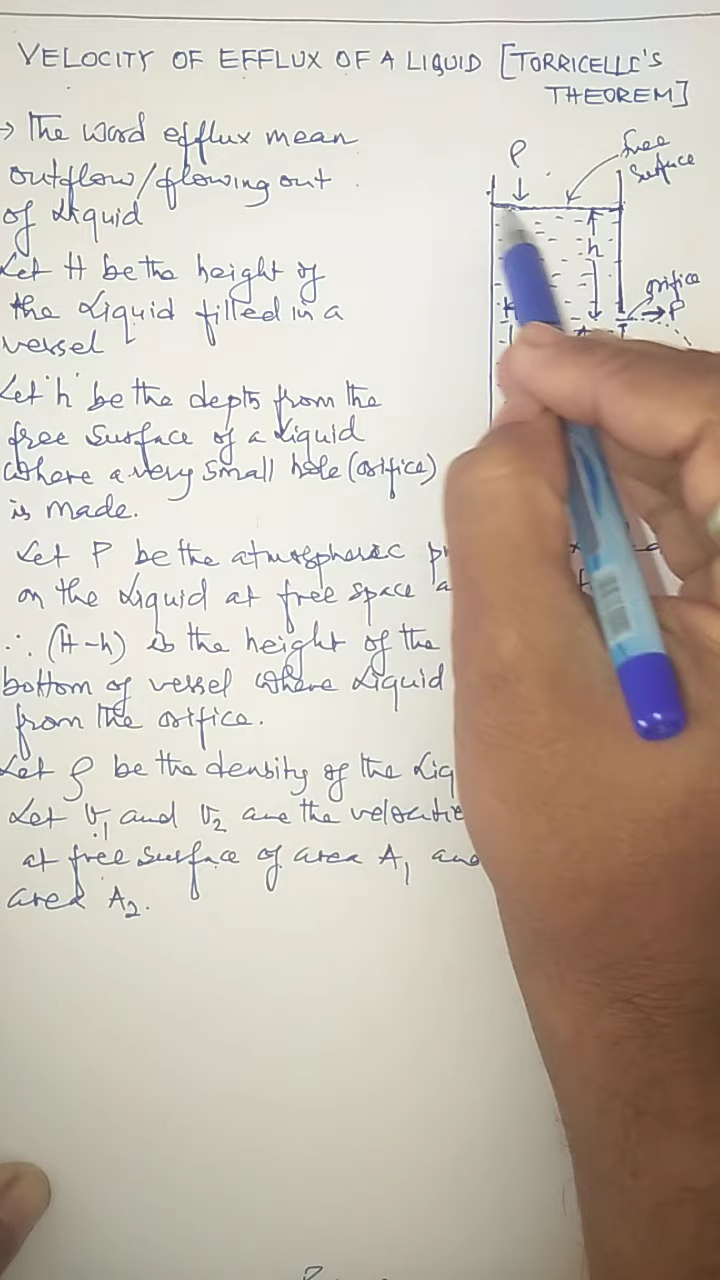 VELOCITY OF EFFLUX OF A LIQUID [TORRICELLI'S
THEOREM]
→ The word efflux mean
outflow/flowing out
of Liquid
Let H be the height of
the Liquid filled in a
vessel
Let 'h' be the depth from the
free Surface of a Liquid
where a very small hole (orifice)
is made.
Let P be the atmospheric
on the Liquid at free space
∴ (H-h) is the height of the
bottom of vessel where Liquid
from the orifice.
Let ρ be the density of the Liq
Let V₁ and V₂ are the velocitie
at free surface of area A₁ and
area A₂.
P
free
surface
h
orifice
P